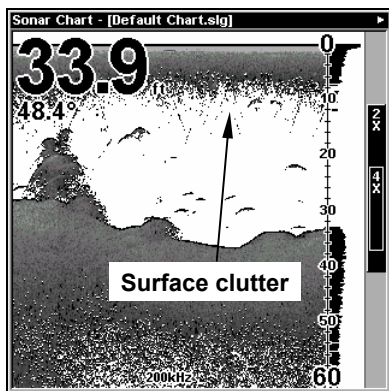 Sonar Chart - [Default Chart.slg]
33.9 ft
48.4°
0
10
20
30
40
50
60
2X
4X
Surface clutter
200kHz